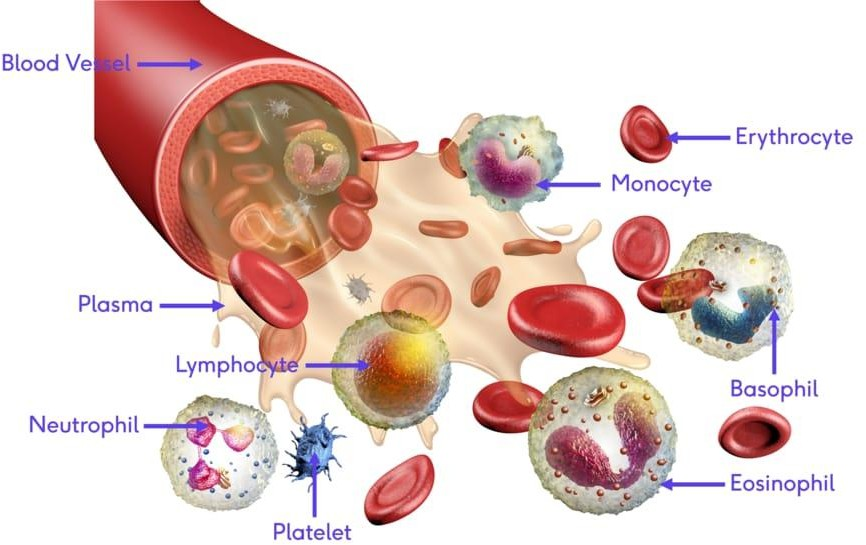 Blood Vessel
Erythrocyte
Monocyte
Plasma
Lymphocyte
Basophil
Neutrophil
Eosinophil
Platelet